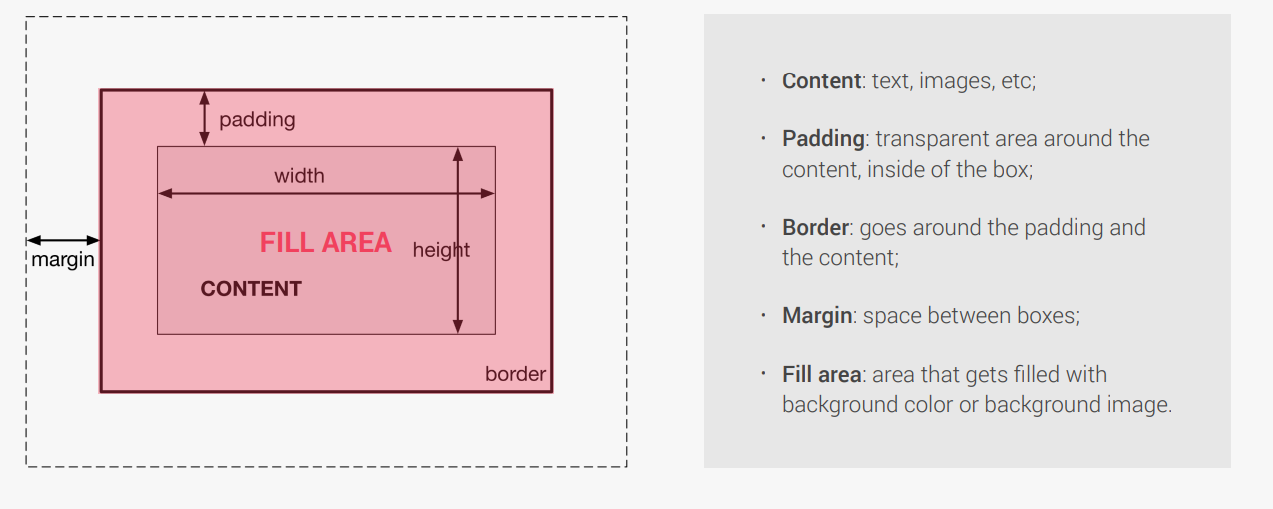 padding
width
FILL AREA
height
margin
CONTENT
border
· Content: text, images, etc;
· Padding: transparent area around the
content, inside of the box;
· Border: goes around the padding and
the content;
· Margin: space between boxes;
· Fill area: area that gets filled with
background color or background image.